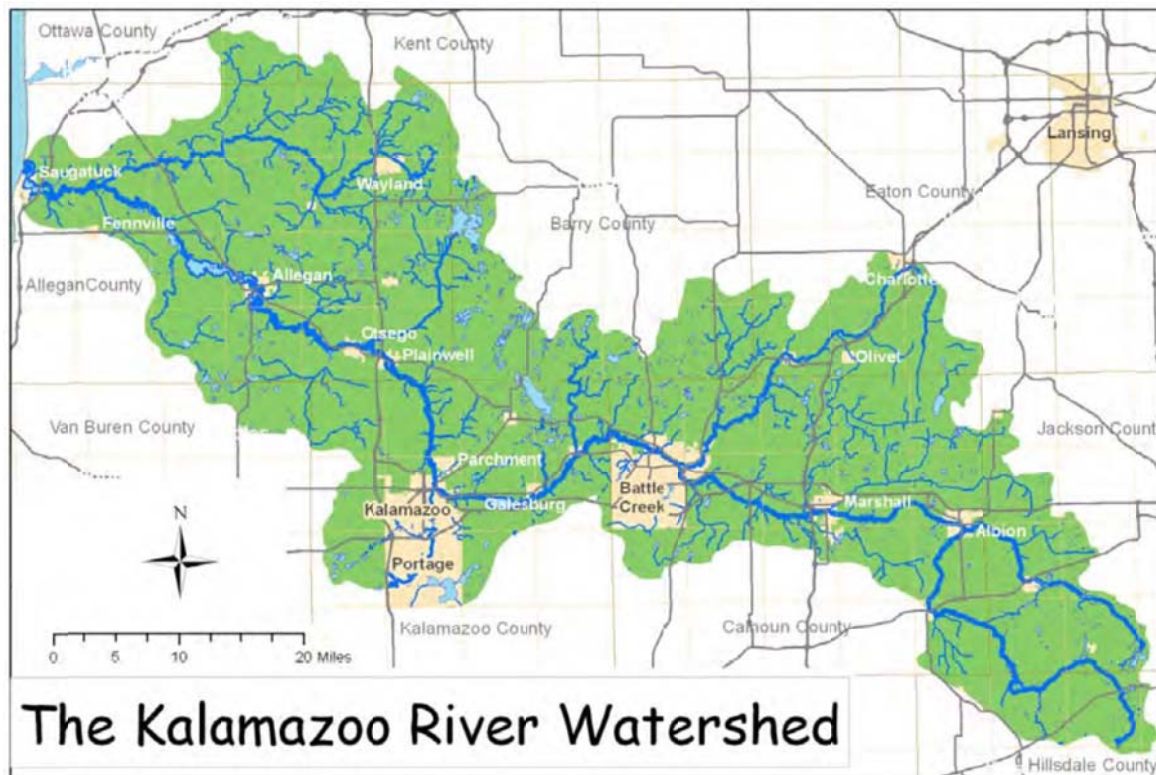 Ottawa County
Kent County
Lansing
Saugatuck
Wayland
Eaton County
Barry County
Fennville
Charlotte
Allegan
AlleganCounty
Otsego
Plainwell
Olivet
Van Buren County
Jackson County
Parchment
Battle
Creek
Galesburg
Marshall
Kalamazoo
Albion
N
Portage
Kalamazoo County
Calhoun County
0 5 10 20 Miles
The Kalamazoo River Watershed
Hillsdale County